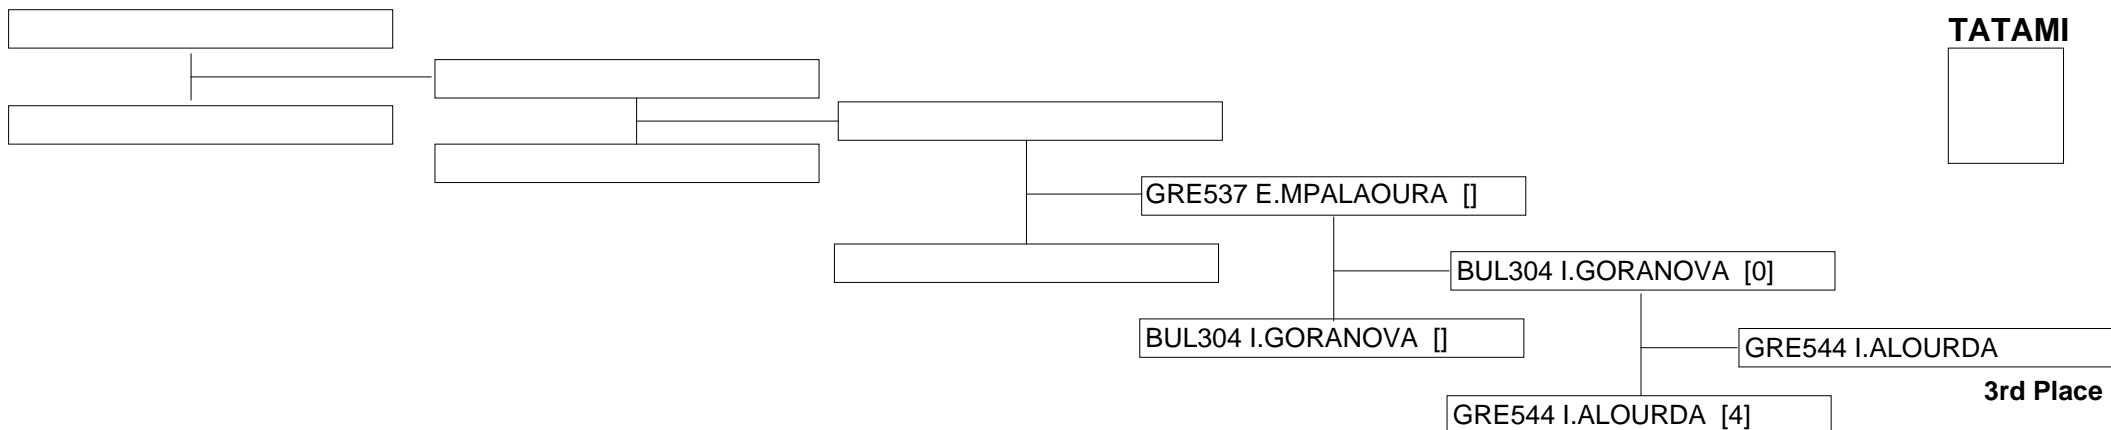 TATAMI
GRE537 E.MPALAOURA []
BUL304 I.GORANOVA [0]
BUL304 I.GORANOVA []
GRE544 I.ALOURDA
3rd Place
GRE544 I.ALOURDA [4]